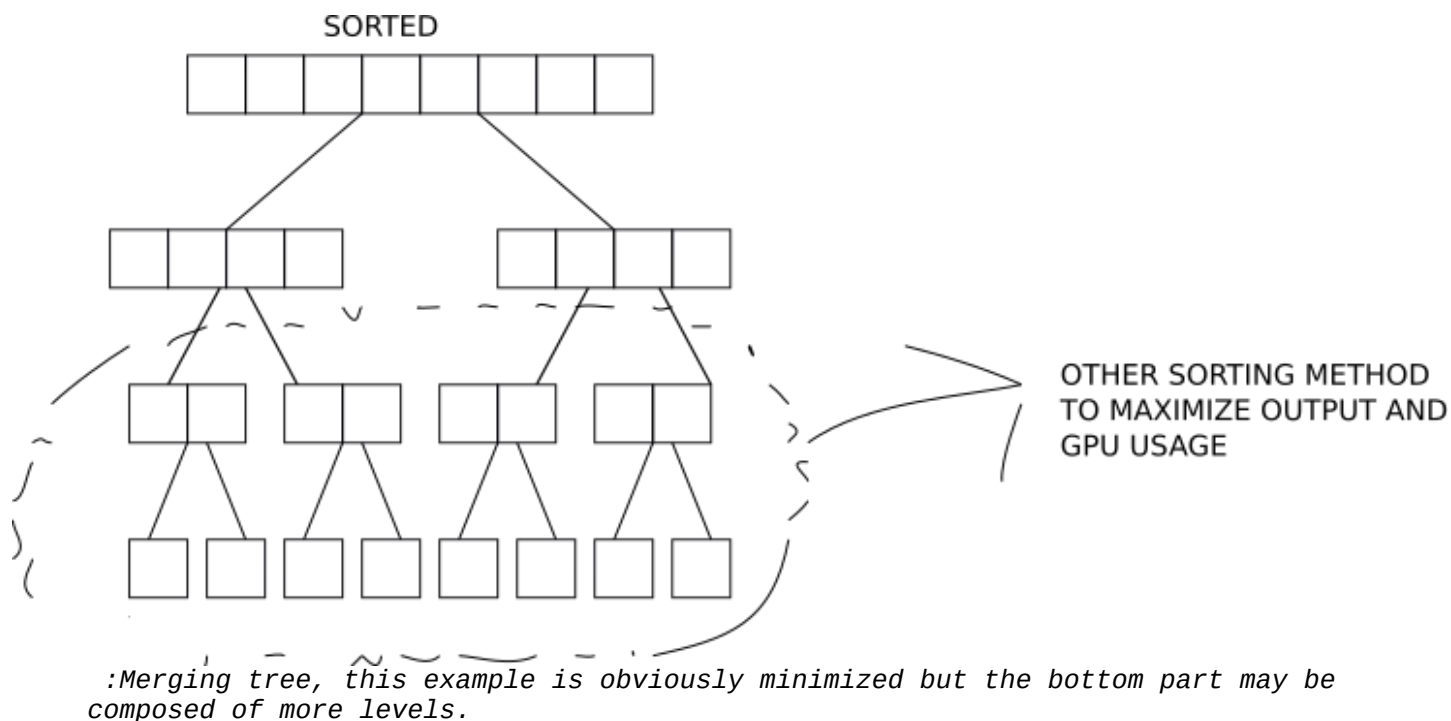 SORTED
OTHER SORTING METHOD
TO MAXIMIZE OUTPUT AND
GPU USAGE
:Merging tree, this example is obviously minimized but the bottom part may be
composed of more levels.